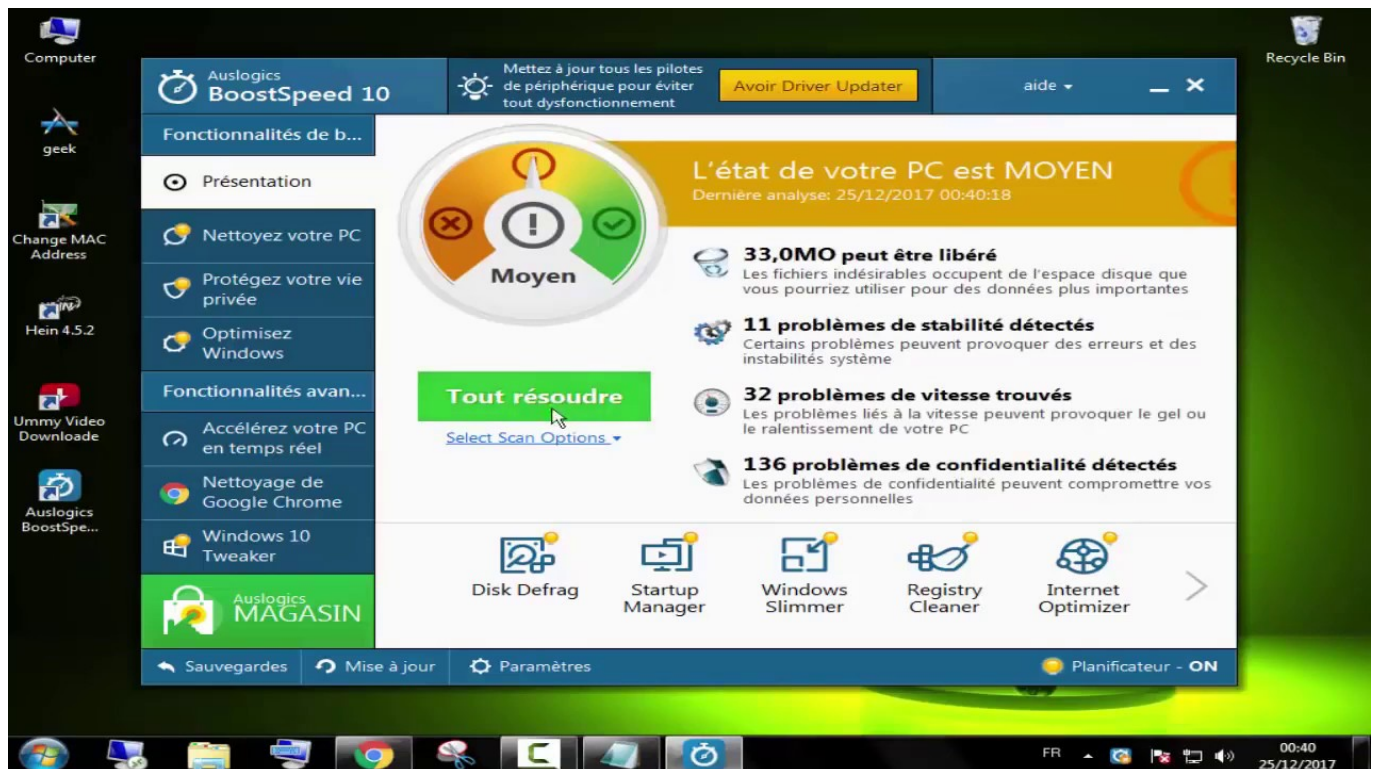 Computer
geek
Change MAC
Address
Hein 4.5.2
Ummy Video
Downloade
Auslogics
BoostSpe...
Recycle Bin
Auslogics
BoostSpeed 10
Mettez à jour tous les pilotes
de périphérique pour éviter
tout dysfonctionnement
Avoir Driver Updater
aide
Fonctionnalités de b...
Présentation
Nettoyez votre PC
Protégez votre vie
privée
Optimisez
Windows
Fonctionnalités avan...
Accélérez votre PC
en temps réel
Nettoyage de
Google Chrome
Windows 10
Tweaker
Auslogics
MAGASIN
Moyen
Tout résoudre
Select Scan Options
L'état de votre PC est MOYEN
Dernière analyse: 25/12/2017 00:40:18
33,0MO peut être libéré
Les fichiers indésirables occupent de l'espace disque que
vous pourriez utiliser pour des données plus importantes
11 problèmes de stabilité détectés
Certains problèmes peuvent provoquer des erreurs et des
instabilités système
32 problèmes de vitesse trouvés
Les problèmes liés à la vitesse peuvent provoquer le gel ou
le ralentissement de votre PC
136 problèmes de confidentialité détectés
Les problèmes de confidentialité peuvent compromettre vos
données personnelles
Disk Defrag
Startup
Manager
Windows
Slimmer
Registry
Cleaner
Internet
Optimizer
Sauvegardes
Mise à jour
Paramètres
Planificateur - ON
FR
00:40
25/12/2017